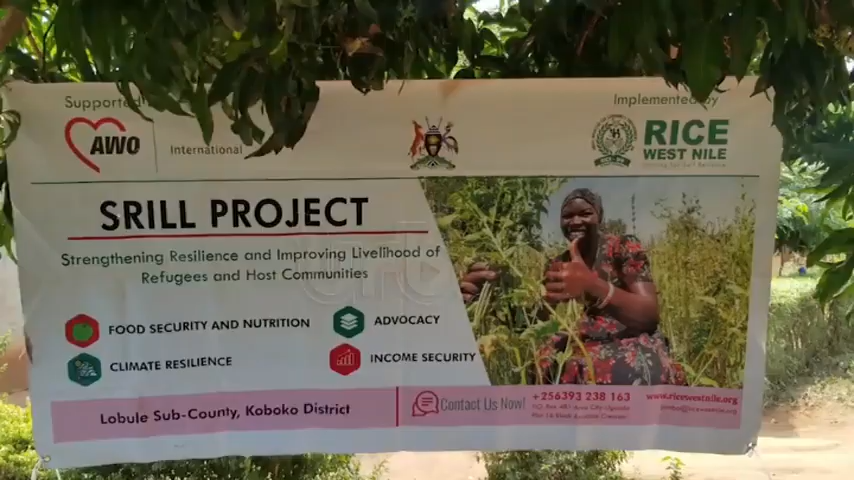 Supported
Implemented by
AWO
International
RICE
WEST NILE
SRILL PROJECT
Strengthening Resilience and Improving Livelihood of
Refugees and Host Communities
FOOD SECURITY AND NUTRITION
ADVOCACY
CLIMATE RESILIENCE
INCOME SECURITY
Lobule Sub-County, Koboko District
Contact Us Now!
+256393 238 163
www.ricewestnile.org